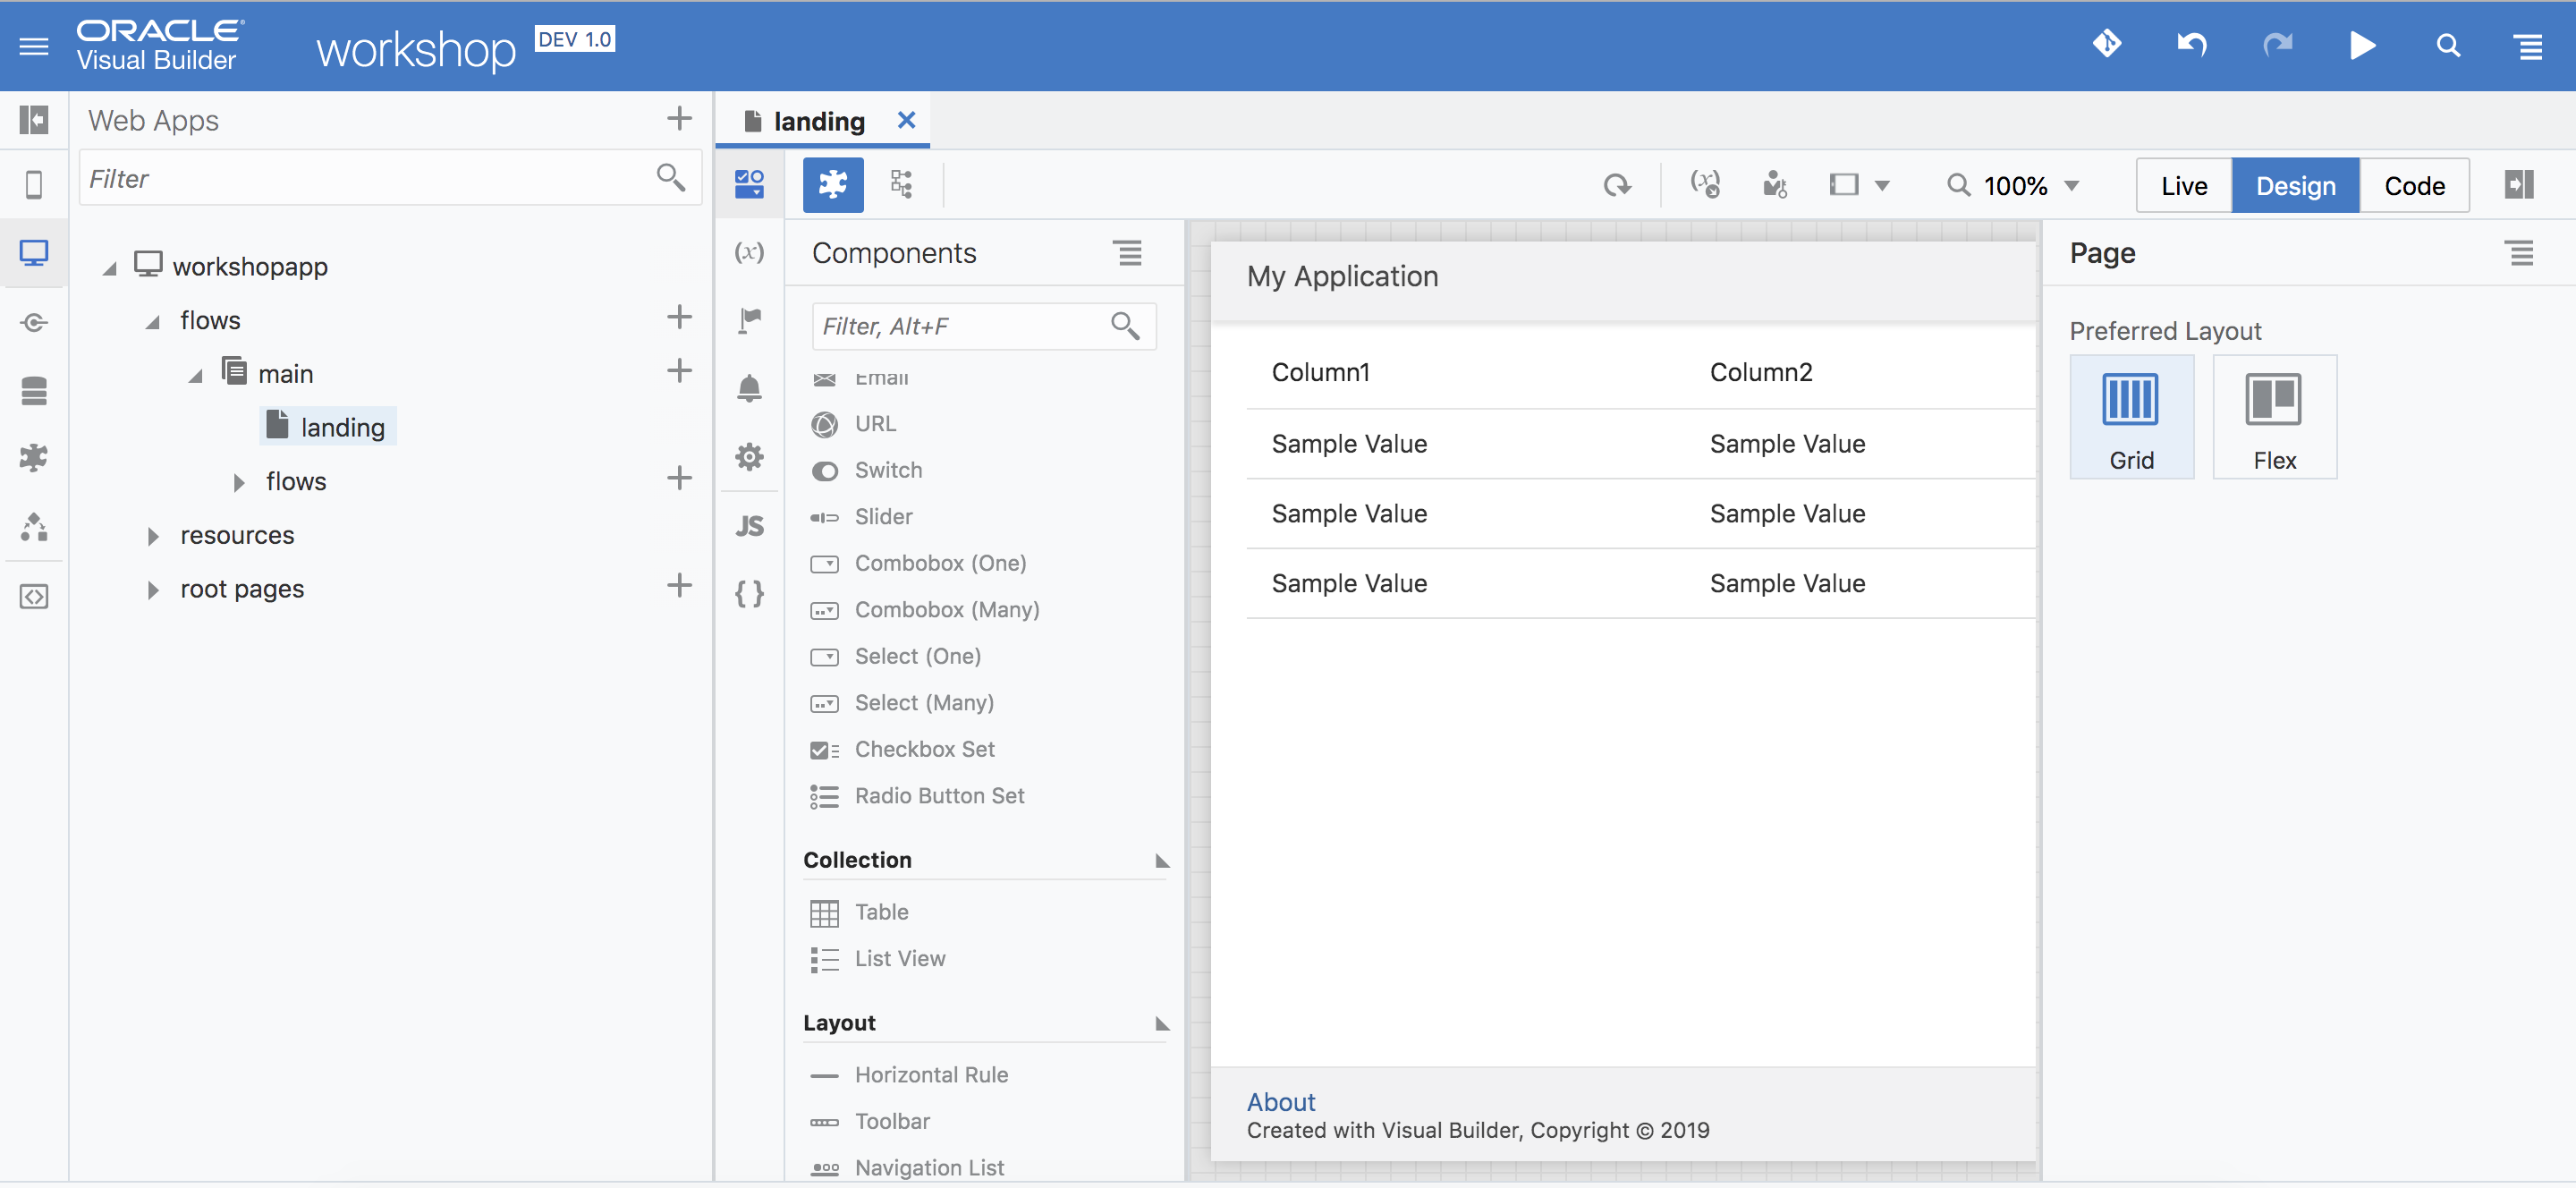 ORACLE
Visual Builder
workshop
DEV 1.0
Web Apps
Filter
workshopapp
flows
main
landing
flows
resources
root pages
landing
100%
Live
Design
Code
(x)
JS
{ }
Components
Filter, Alt+F
Email
URL
Switch
Slider
Combobox (One)
Combobox (Many)
Select (One)
Select (Many)
Checkbox Set
Radio Button Set
Collection
Table
List View
Layout
Horizontal Rule
Toolbar
Navigation List
My Application
Column1 Column2
Sample Value Sample Value
Sample Value Sample Value
Sample Value Sample Value
About
Created with Visual Builder, Copyright © 2019
Page
Preferred Layout
Grid
Flex